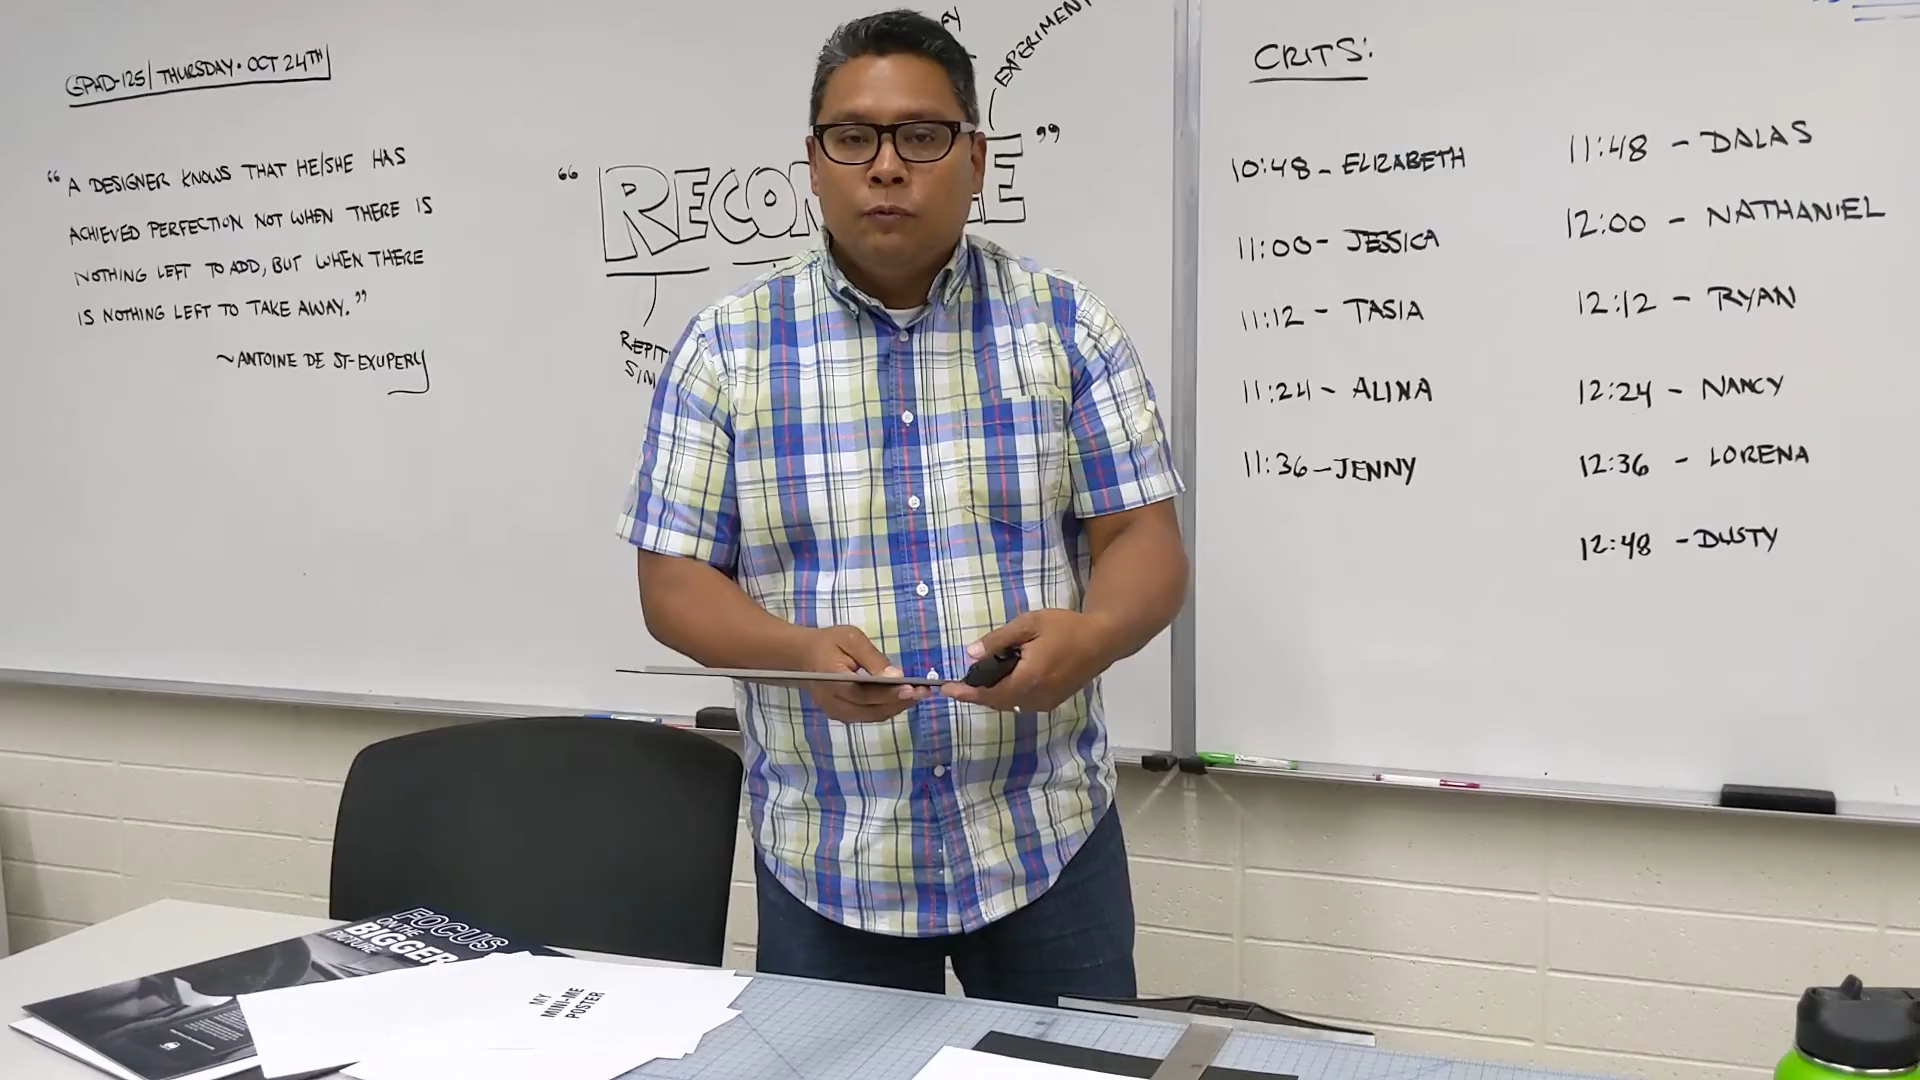 GPAD-125 | THURSDAY • OCT 24TH
“A DESIGNER KNOWS THAT HE/SHE HAS
ACHIEVED PERFECTION NOT WHEN THERE IS
NOTHING LEFT TO ADD, BUT WHEN THERE
IS NOTHING LEFT TO TAKE AWAY.”
~ANTOINE DE ST-EXUPERY
EXPERIMENT
CRITS:
10:48 - ELIZABETH
11:00 - JESSICA
11:12 - TASIA
11:24 - ALINA
11:36 - JENNY
11:48 - DALAS
12:00 - NATHANIEL
12:12 - RYAN
12:24 - NANCY
12:36 - LORENA
12:48 - DUSTY
FOCUS
ON THE
BIGGER
PICTURE
MY
MINI-ME
POSTER